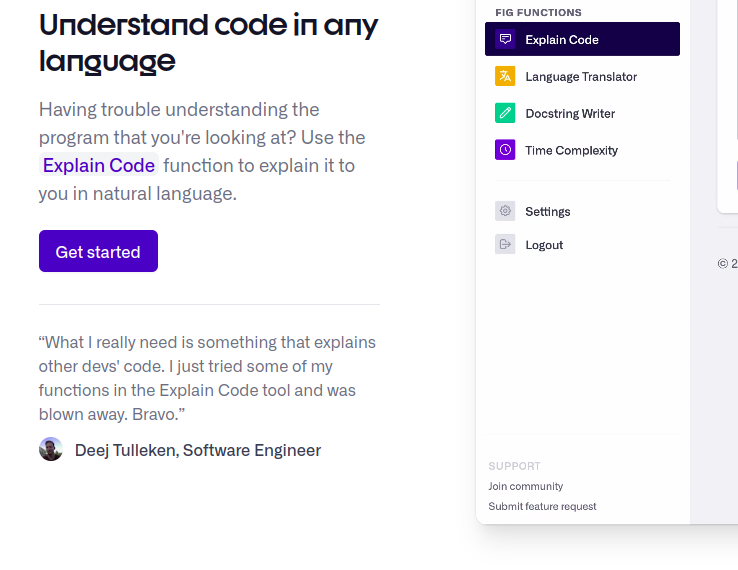 Understand code in any
language
Having trouble understanding the
program that you're looking at? Use the
Explain Code function to explain it to
you in natural language.
Get started
“What I really need is something that explains
other devs' code. I just tried some of my
functions in the Explain Code tool and was
blown away. Bravo.”
Deej Tulleken, Software Engineer
FIG FUNCTIONS
Explain Code
Language Translator
Docstring Writer
Time Complexity
Settings
Logout
SUPPORT
Join community
Submit feature request
© 2